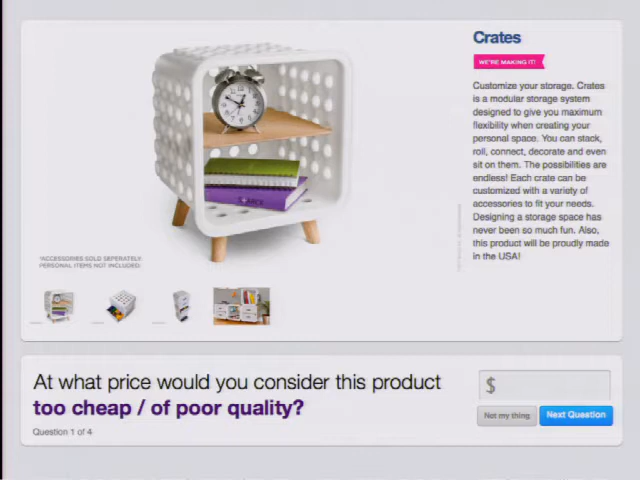 Crates
WE'RE MAKING IT!
Customize your storage. Crates
is a modular storage system
designed to give you maximum
flexibility when creating your
personal space. You can stack,
roll, connect, decorate and even
sit on them. The possibilities are
endless! Each crate can be
customized with a variety of
accessories to fit your needs.
Designing a storage space has
never been so much fun. Also,
this product will be proudly made
in the USA!
*ACCESSORIES SOLD SEPERATELY.
PERSONAL ITEMS NOT INCLUDED.
At what price would you consider this product
too cheap / of poor quality?
Question 1 of 4
$
Not my thing
Next Question